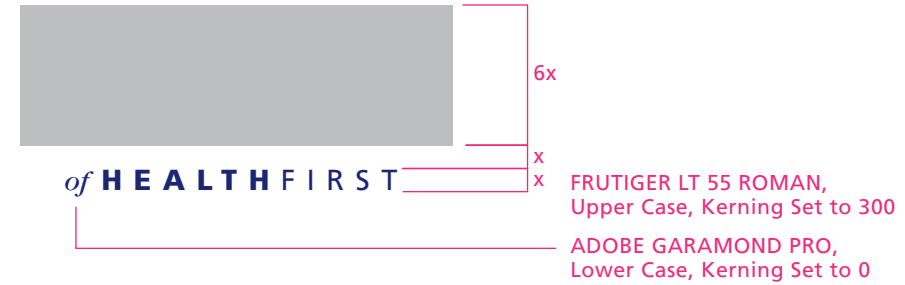 6x
x
of HEALTHFIRST
x
FRUTIGER LT 55 ROMAN,
Upper Case, Kerning Set to 300
ADOBE GARAMOND PRO,
Lower Case, Kerning Set to 0